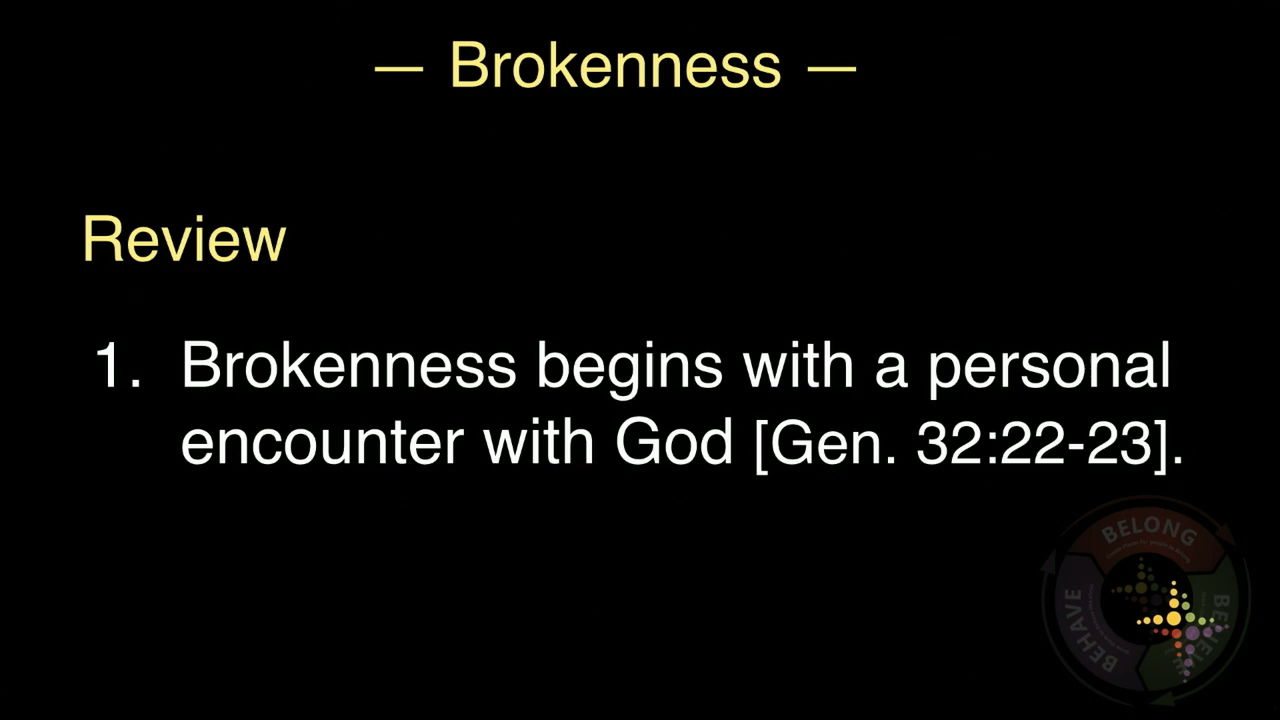 — Brokenness —
Review
1. Brokenness begins with a personal
encounter with God [Gen. 32:22-23].
BELONG
BEHAVE